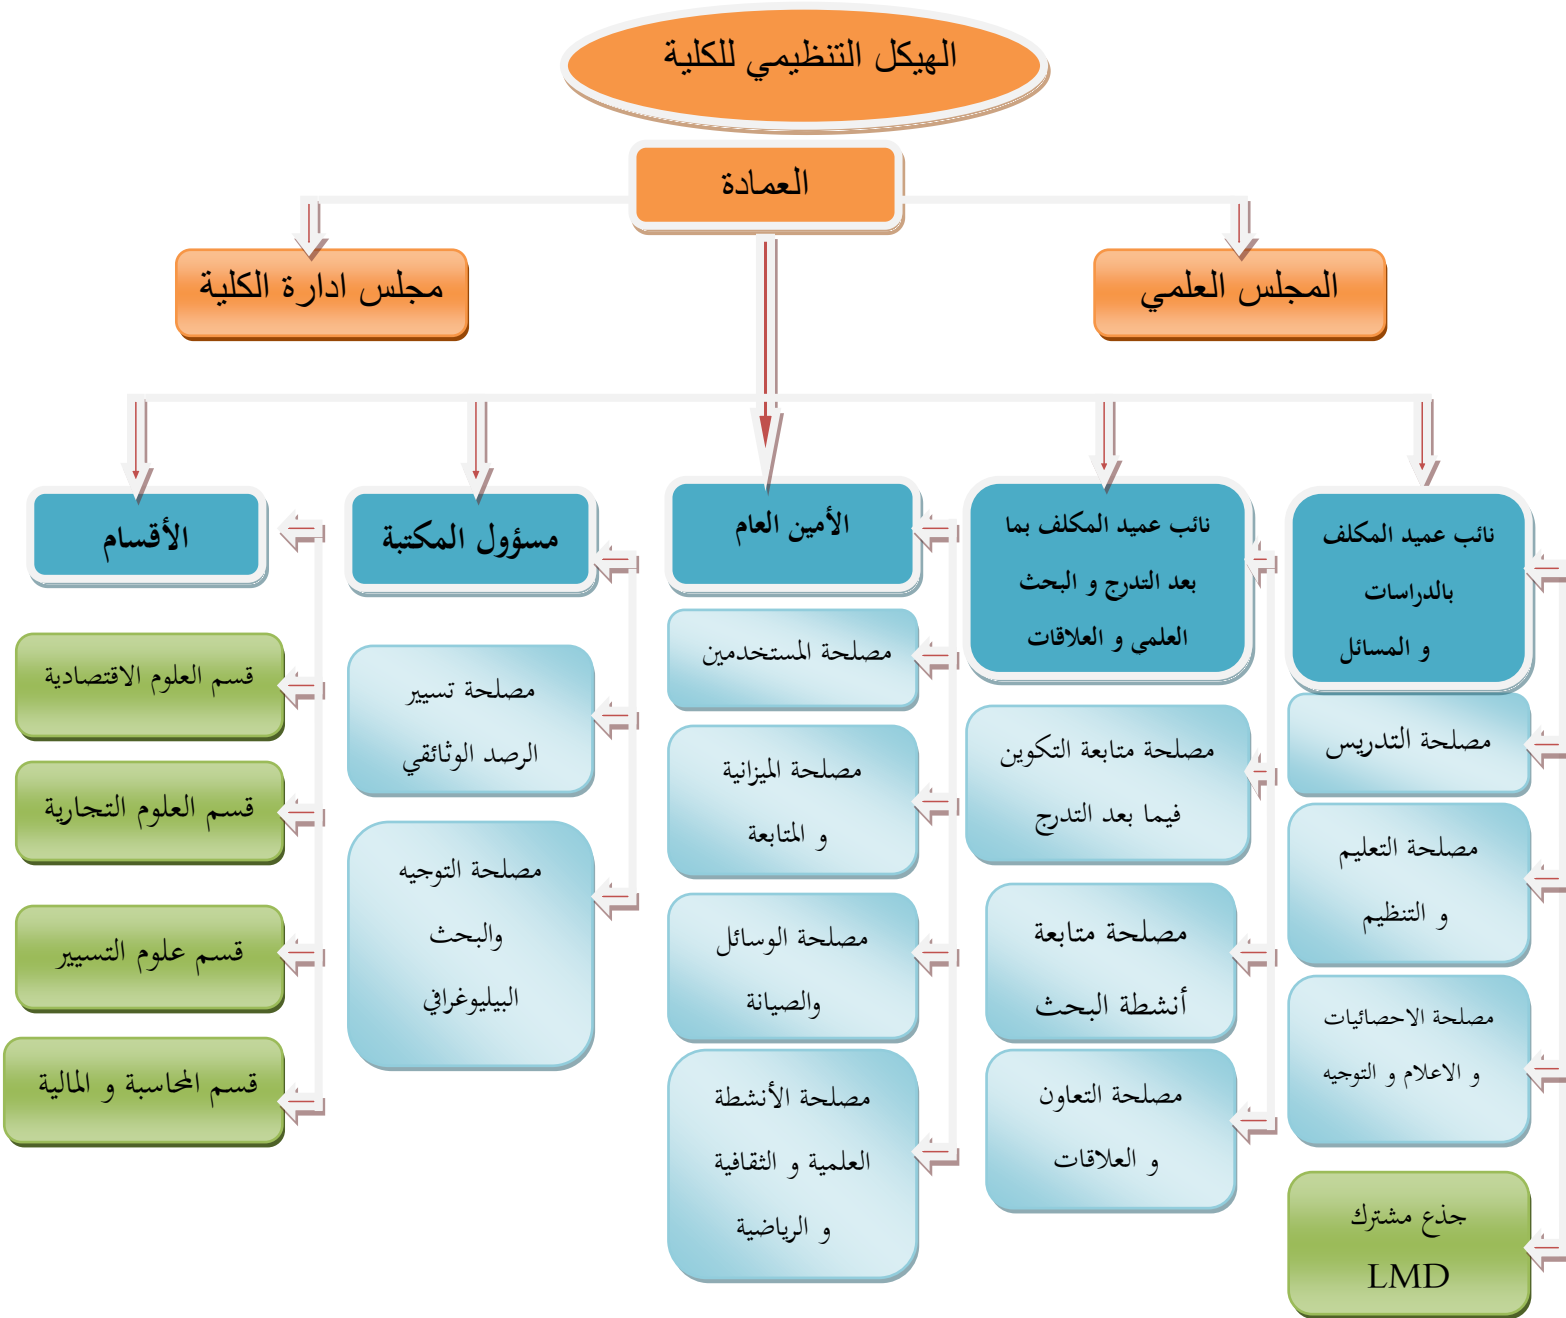 الهيكل التنظيمي للكلية
العمادة
المجلس العلمي
مجلس ادارة الكلية
نائب عميد المكلف
بالدراسات
و المسائل
مصلحة التدريس
مصلحة التعليم
و التنظيم
مصلحة الاحصائيات
و الاعلام و التوجيه
جذع مشترك
LMD
نائب عميد المكلف بما
بعد التدرج و البحث
العلمي و العلاقات
مصلحة متابعة التكوين
فيما بعد التدرج
مصلحة متابعة
أنشطة البحث
مصلحة التعاون
و العلاقات
الأمين العام
مصلحة المستخدمين
مصلحة الميزانية
و المتابعة
مصلحة الوسائل
والصيانة
مصلحة الأنشطة
العلمية و الثقافية
و الرياضية
مسؤول المكتبة
مصلحة تسيير
الرصد الوثائقي
مصلحة التوجيه
والبحث
البيليوغرافي
الأقسام
قسم العلوم الاقتصادية
قسم العلوم التجارية
قسم علوم التسيير
قسم المحاسبة و المالية